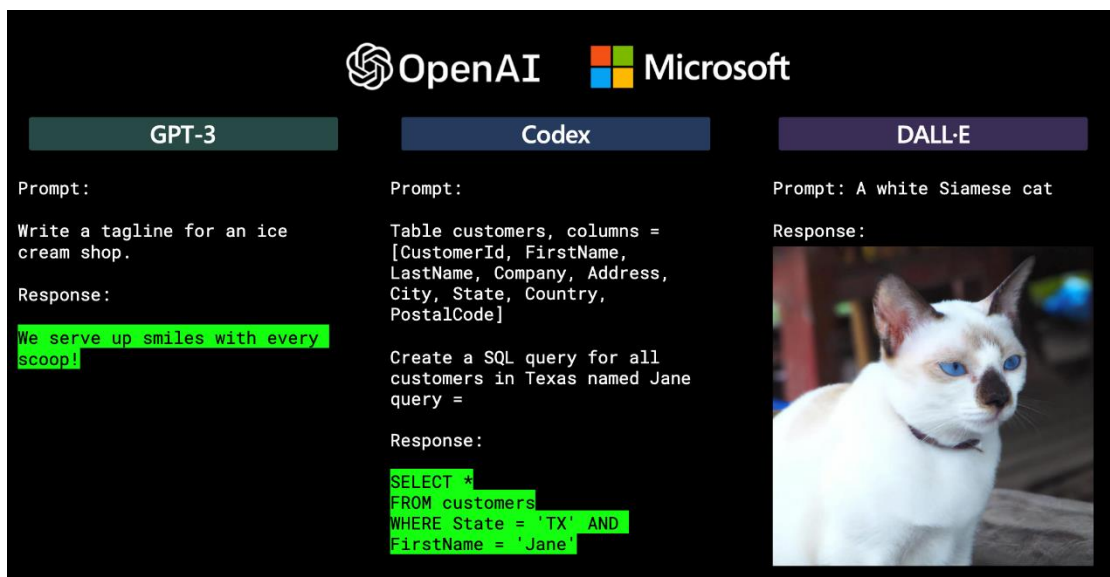 OpenAI Microsoft
GPT-3
Prompt:
Write a tagline for an ice
cream shop.
Response:
We serve up smiles with every
scoop!
Codex
Prompt:
Table customers, columns =
[CustomerId, FirstName,
LastName, Company, Address,
City, State, Country,
PostalCode]
Create a SQL query for all
customers in Texas named Jane
query =
Response:
SELECT *
FROM customers
WHERE State = 'TX' AND
FirstName = 'Jane'
DALL·E
Prompt: A white Siamese cat
Response: